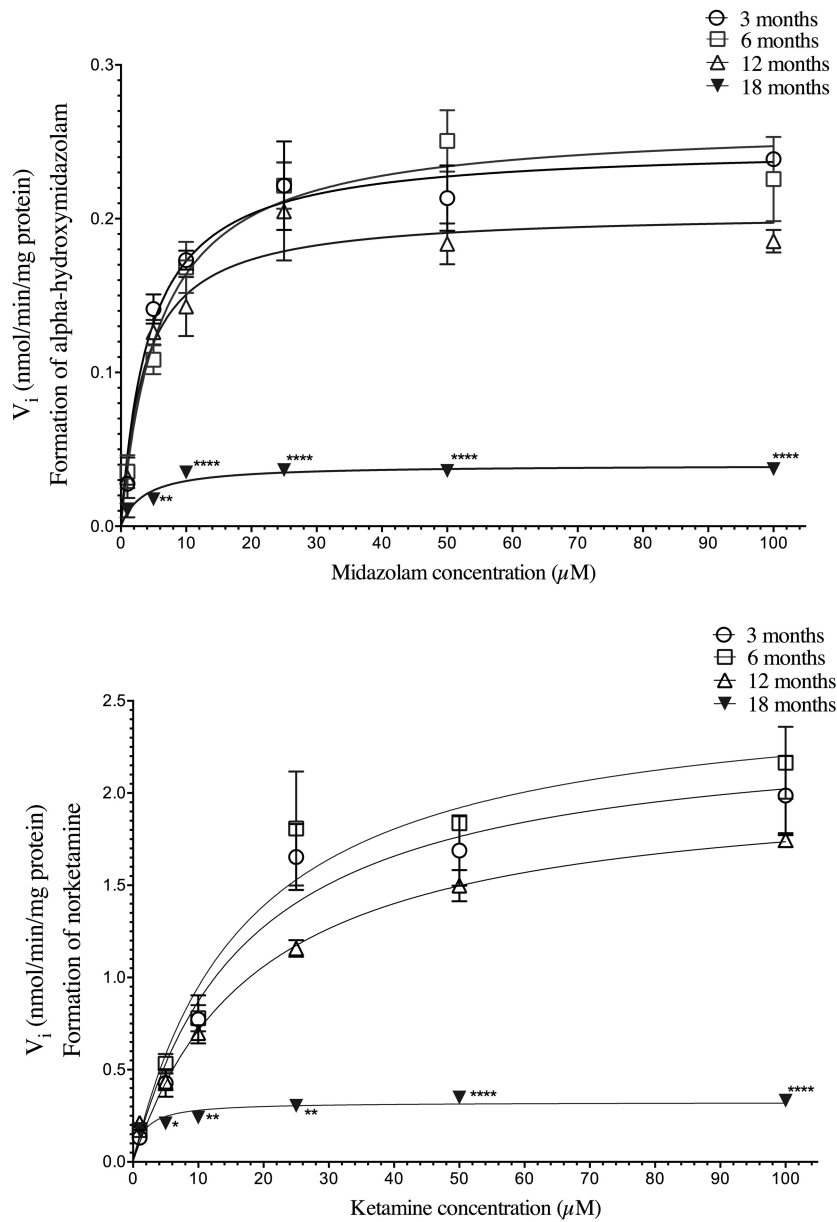 3 months
6 months
12 months
18 months
0.3
0.2
0.1
0.0
V_i (nmol/min/mg protein)
Formation of alpha-hydroxymidazolam
**
****
****
****
****
0 10 20 30 40 50 60 70 80 90 100
Midazolam concentration (µM)
3 months
6 months
12 months
18 months
2.5
2.0
1.5
1.0
0.5
0.0
V_i (nmol/min/mg protein)
Formation of norketamine
*
**
**
****
****
0 10 20 30 40 50 60 70 80 90 100
Ketamine concentration (µM)